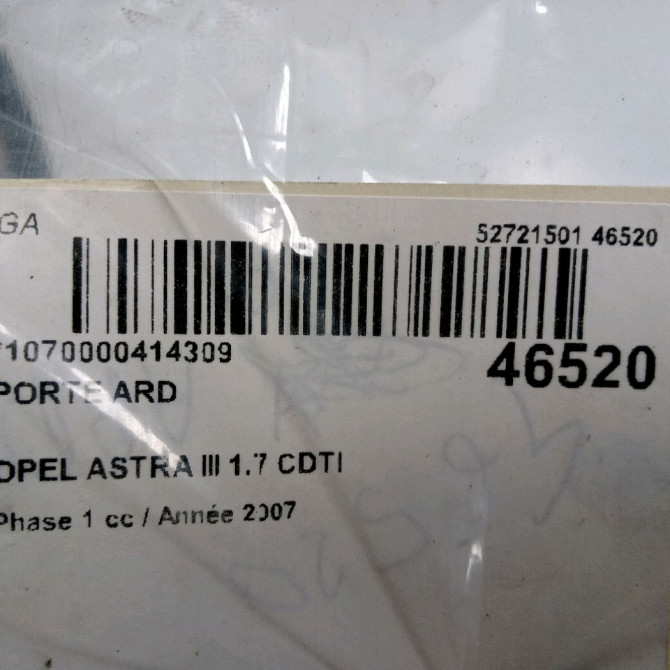 GA
52721501 46520
*1070000414309
46520
PORTE ARD
OPEL ASTRA III 1.7 CDTI
Phase 1 cc / Année 2007